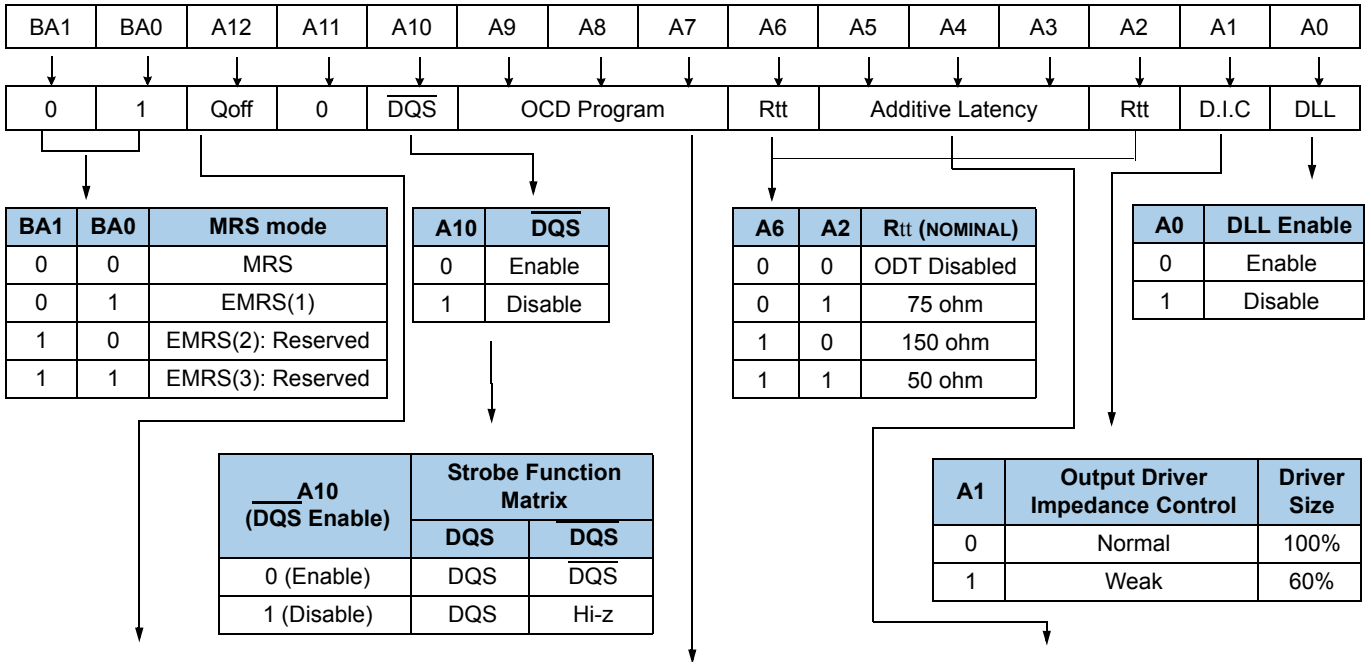 BA1 BA0 A12 A11 A10 A9 A8 A7 A6 A5 A4 A3 A2 A1 A0
0 1 Qoff 0 D̅Q̅S̅ OCD Program Rtt Additive Latency Rtt D.I.C DLL
BA1 BA0 MRS mode
0 0 MRS
0 1 EMRS(1)
1 0 EMRS(2): Reserved
1 1 EMRS(3): Reserved
A10 D̅Q̅S̅
0 Enable
1 Disable
A6 A2 Rtt (NOMINAL)
0 0 ODT Disabled
0 1 75 ohm
1 0 150 ohm
1 1 50 ohm
A0 DLL Enable
0 Enable
1 Disable
A10
(D̅Q̅S̅ Enable)
Strobe Function
Matrix
DQS D̅Q̅S̅
0 (Enable) DQS D̅Q̅S̅
1 (Disable) DQS Hi-z
A1
Output Driver
Impedance Control
Driver
Size
0 Normal 100%
1 Weak 60%